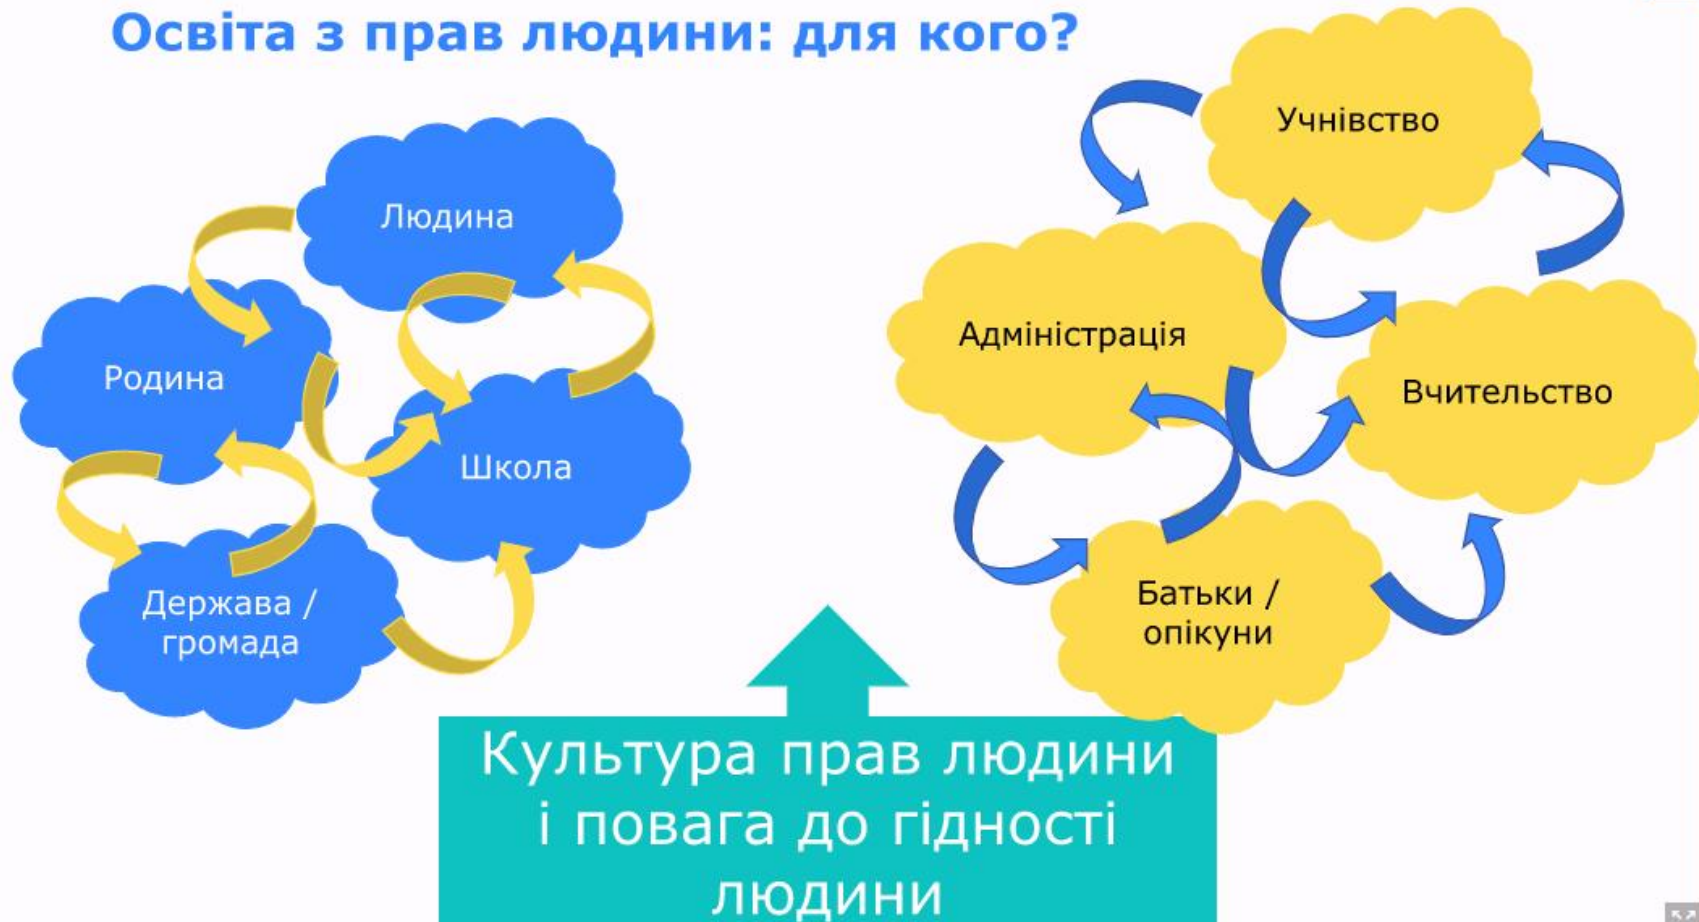 Освіта з прав людини: для кого?
Людина
Родина
Школа
Держава /
громада
Учнівство
Адміністрація
Вчительство
Батьки /
опікуни
Культура прав людини
і повага до гідності
людини